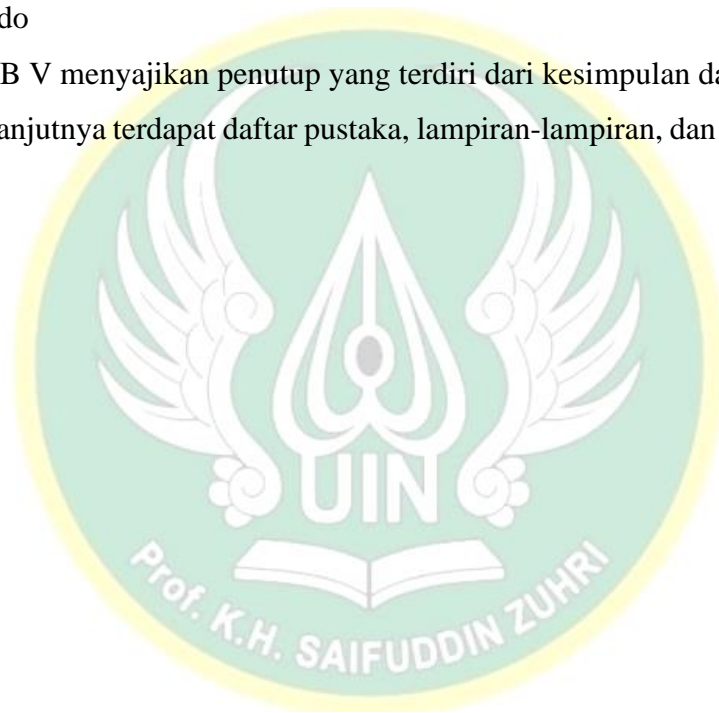 do
B V menyajikan penutup yang terdiri dari kesimpulan da
anjutnya terdapat daftar pustaka, lampiran-lampiran, dan
UIN
Prof. K.H. SAIFUDDIN ZUHRI